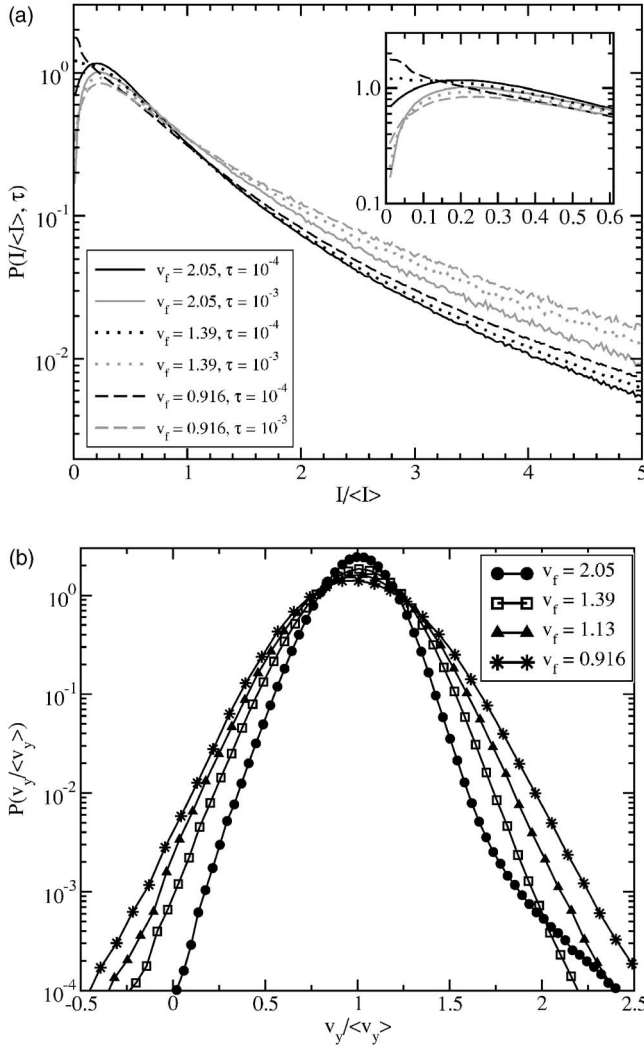 (a)
10^0
10^-1
10^-2
P(I/<I>, τ)
1.0
0.1
0 0.1 0.2 0.3 0.4 0.5 0.6
v_f = 2.05, τ = 10^-4
v_f = 2.05, τ = 10^-3
v_f = 1.39, τ = 10^-4
v_f = 1.39, τ = 10^-3
v_f = 0.916, τ = 10^-4
v_f = 0.916, τ = 10^-3
0 1 2 3 4 5
I/<I>
(b)
10^0
10^-1
10^-2
10^-3
10^-4
P(v_y/<v_y>)
v_f = 2.05
v_f = 1.39
v_f = 1.13
v_f = 0.916
-0.5 0 0.5 1 1.5 2 2.5
v_y/<v_y>